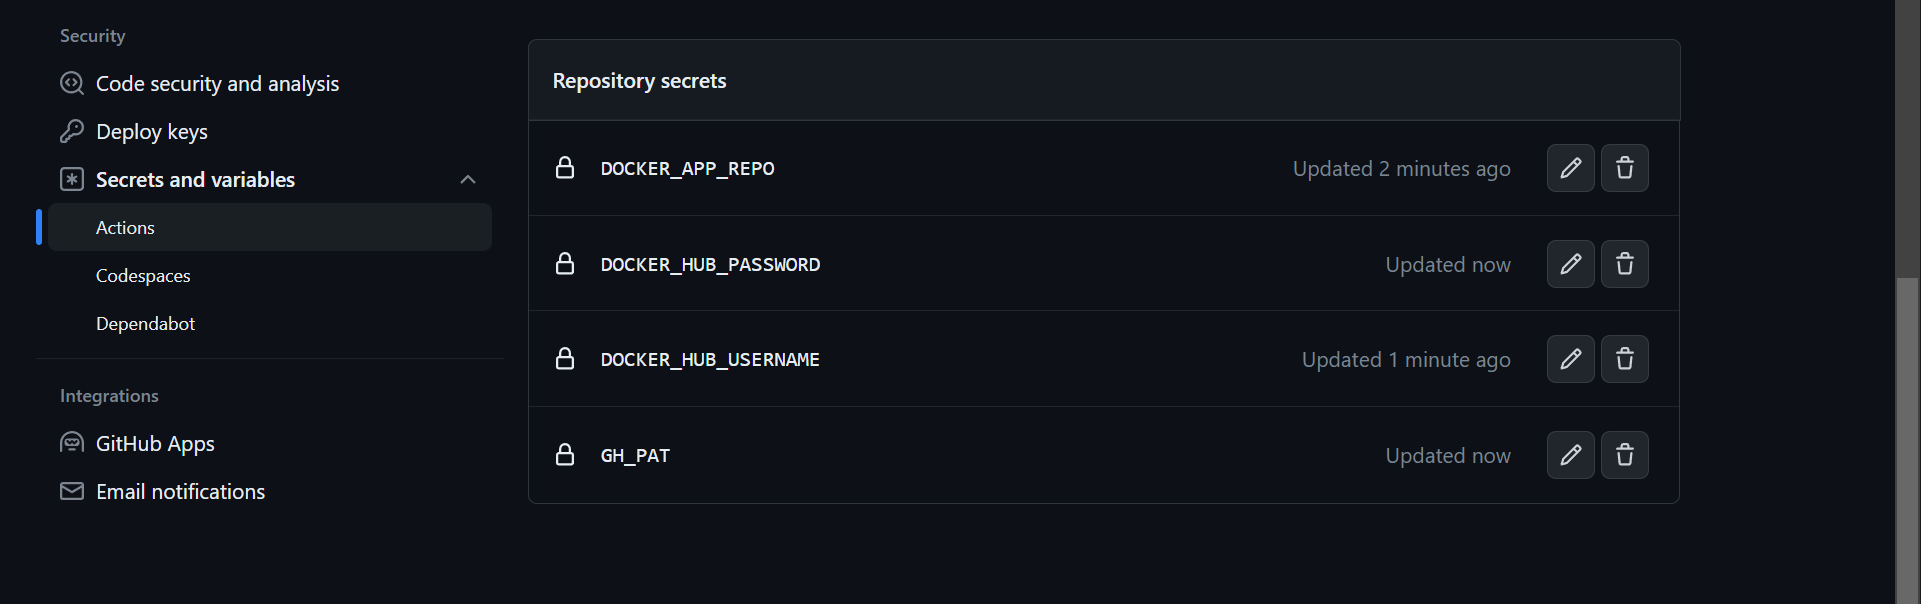 Security
Code security and analysis
Deploy keys
Secrets and variables
Actions
Codespaces
Dependabot
Integrations
GitHub Apps
Email notifications
Repository secrets
DOCKER_APP_REPO Updated 2 minutes ago
DOCKER_HUB_PASSWORD Updated now
DOCKER_HUB_USERNAME Updated 1 minute ago
GH_PAT Updated now